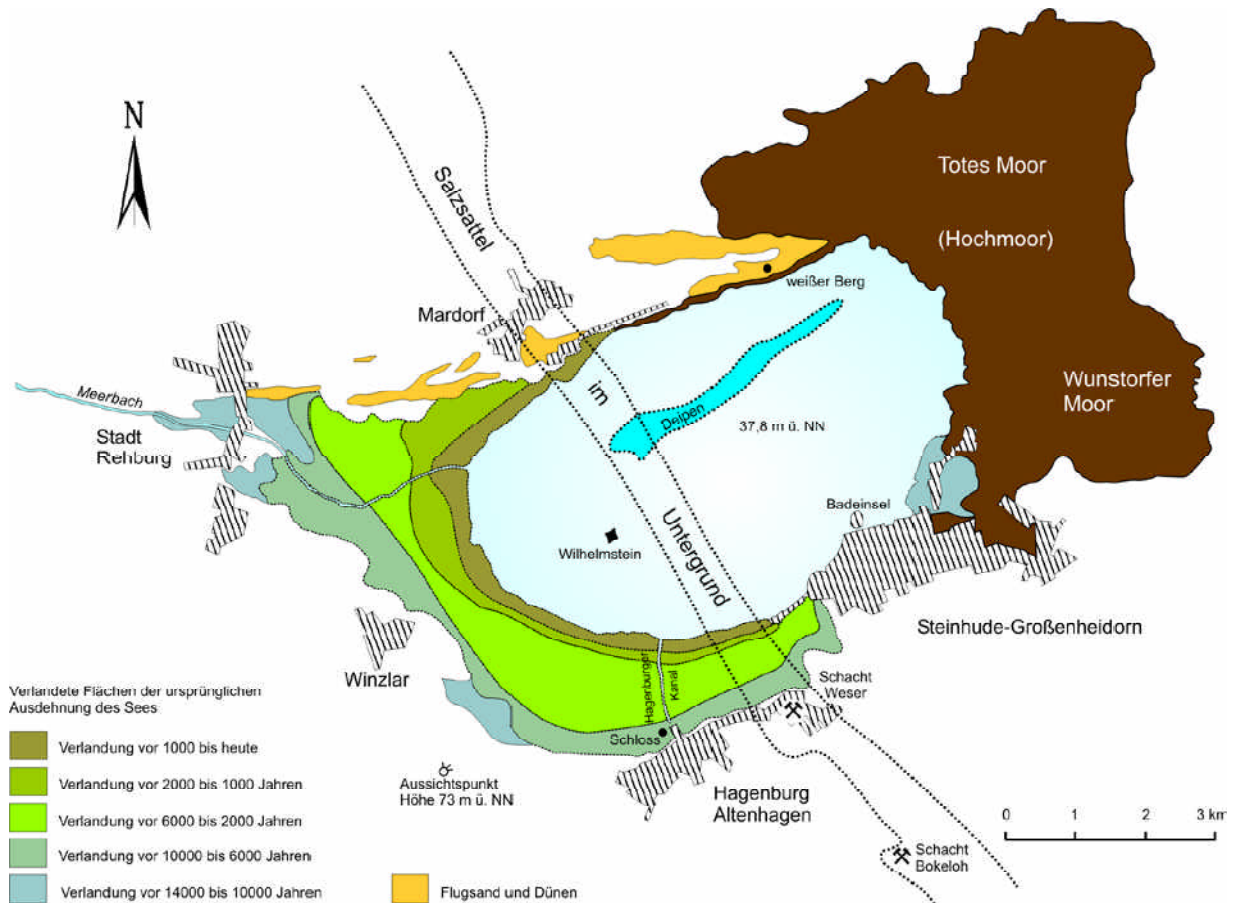 N
Salzsattel
im
Untergrund
Totes Moor
(Hochmoor)
weißer Berg
Mardorf
Deipen
37,8 m ü. NN
Wunstorfer
Moor
Meerbach
Stadt
Rehburg
Badeinsel
Wilhelmstein
Steinhude-Großenheidorn
Winzlar
Hagenburger
Kanal
Schacht
Weser
Schloss
Verlandete Flächen der ursprünglichen
Ausdehnung des Sees
Verlandung vor 1000 bis heute
Verlandung vor 2000 bis 1000 Jahren
Verlandung vor 6000 bis 2000 Jahren
Verlandung vor 10000 bis 6000 Jahren
Verlandung vor 14000 bis 10000 Jahren
Flugsand und Dünen
Aussichtspunkt
Höhe 73 m ü. NN
Hagenburg
Altenhagen
Schacht
Bokeloh
0 1 2 3 km